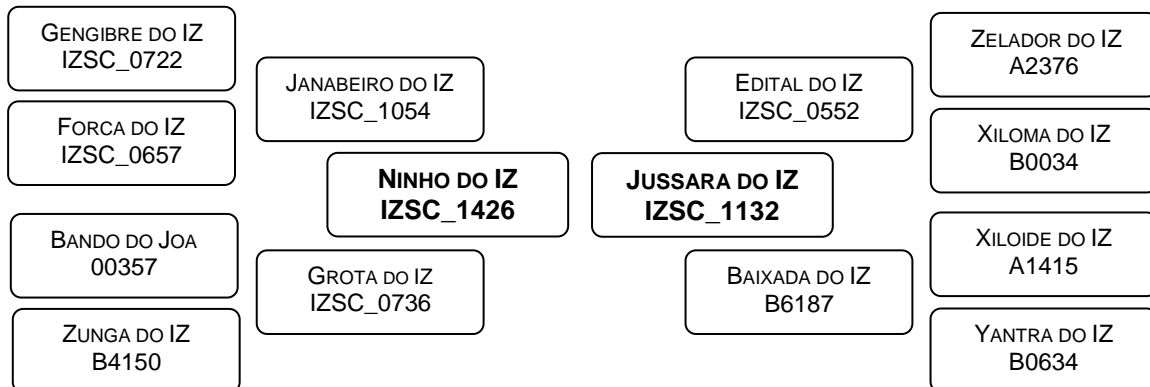 GENGIBRE DO IZ
IZSC_0722
FORCA DO IZ
IZSC_0657
BANDO DO JOA
00357
ZUNGA DO IZ
B4150
JANABEIRO DO IZ
IZSC_1054
GROTA DO IZ
IZSC_0736
NINHO DO IZ
IZSC_1426
JUSSARA DO IZ
IZSC_1132
EDITAL DO IZ
IZSC_0552
BAIXADA DO IZ
B6187
ZELADOR DO IZ
A2376
XILOMA DO IZ
B0034
XILOIDE DO IZ
A1415
YANTRA DO IZ
B0634